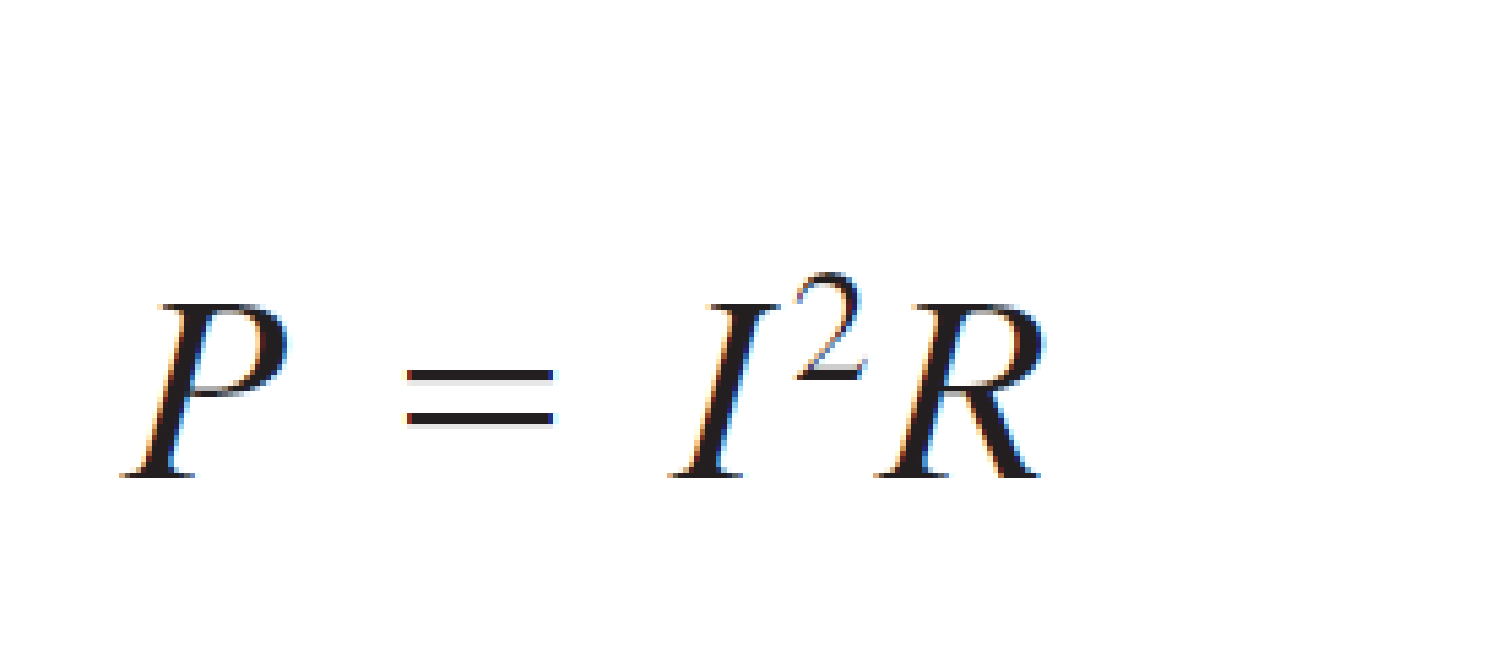 P = I²R